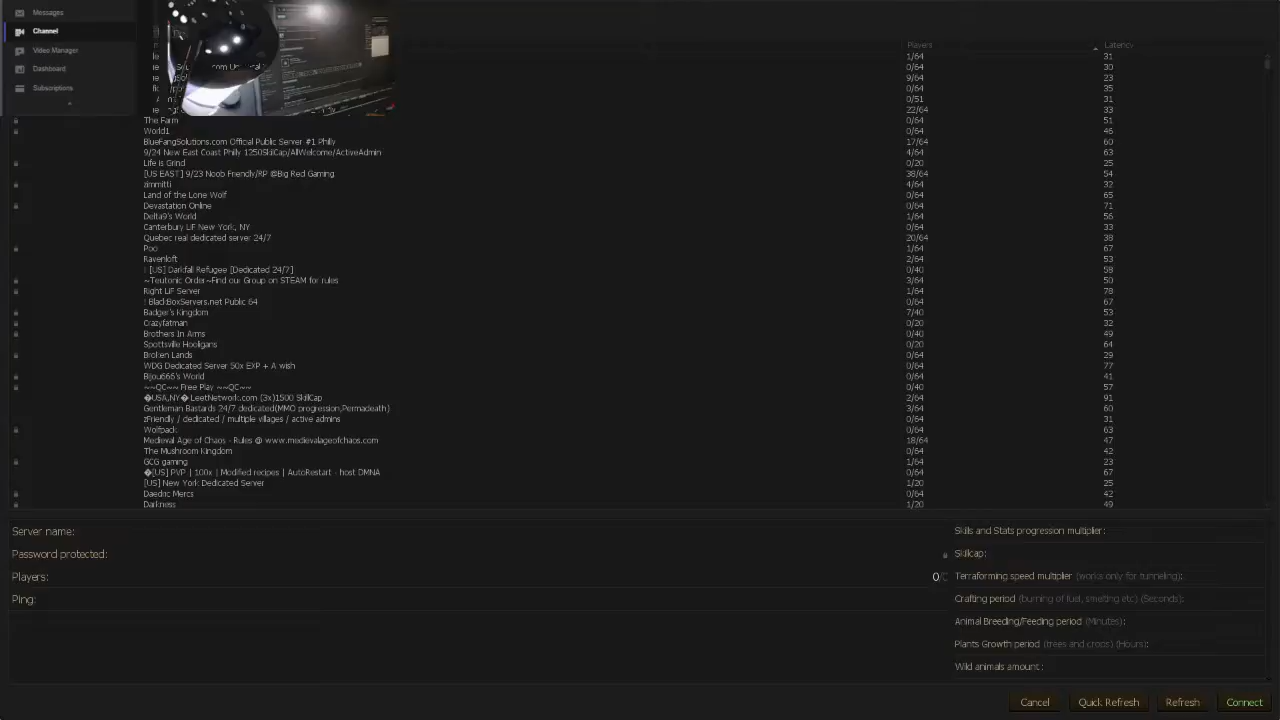 Messages
Channel
Video Manager
Dashboard
Subscriptions
Players Latency
1/64 31
0/64 30
9/64 23
0/64 35
0/51 31
22/64 33
The Farm 0/64 51
World1 0/64 46
BlueFangSolutions.com Official Public Server #1 Philly 17/64 60
9/24 New East Coast Philly 1250SkilCap/AllWelcome/ActiveAdmin 4/64 63
Life is Grind 0/20 25
[US EAST] 9/23 Noob Friendly/RP @Big Red Gaming 38/64 54
zimmitti 4/64 32
Land of the Lone Wolf 0/64 65
Devastation Online 0/64 71
Delta9's World 1/64 56
Canterbury LiF New York, NY 0/64 33
Quebec real dedicated server 24/7 20/64 38
Poo 1/64 67
Ravenloft 2/64 53
! [US] Darkfall Refugee [Dedicated 24/7] 0/40 58
~Teutonic Order~Find our Group on STEAM for rules 3/64 50
Right LiF Server 1/64 78
! BlackBoxServers.net Public 64 0/64 67
Badger's Kingdom 7/40 53
Crazyfatman 0/20 32
Brothers In Arms 0/40 49
Spottsville Hooligans 0/20 64
Broken Lands 0/64 29
WDG Dedicated Server 50x EXP + A wish 0/64 77
Bijou666's World 0/64 41
~~QC~~ Free Play ~~QC~~ 0/40 57
�USA,NY� LeetNetwork.com (3x)1500 SkillCap 2/64 91
Gentleman Bastards 24/7 dedicated(MMO progression,Permadeath) 3/64 60
zFriendly / dedicated / multiple villages / active admins 0/64 31
Wolfpack 0/64 63
Medieval Age of Chaos - Rules @ www.medievalageofchaos.com 18/64 47
The Mushroom Kingdom 0/64 42
GCG gaming 1/64 23
�[US] PVP | 100x | Modified recipes | AutoRestart - host DMNA 0/64 67
[US] New York Dedicated Server 1/20 25
Daedric Mercs 0/64 42
Darkness 1/20 49
Server name:
Password protected:
Players: 0/0
Ping:
Skills and Stats progression multiplier:
Skillcap:
Terraforming speed multiplier (works only for tunneling):
Crafting period (burning of fuel, smelting etc) (Seconds):
Animal Breeding/Feeding period (Minutes):
Plants Growth period (trees and crops) (Hours):
Wild animals amount :
Cancel Quick Refresh Refresh Connect